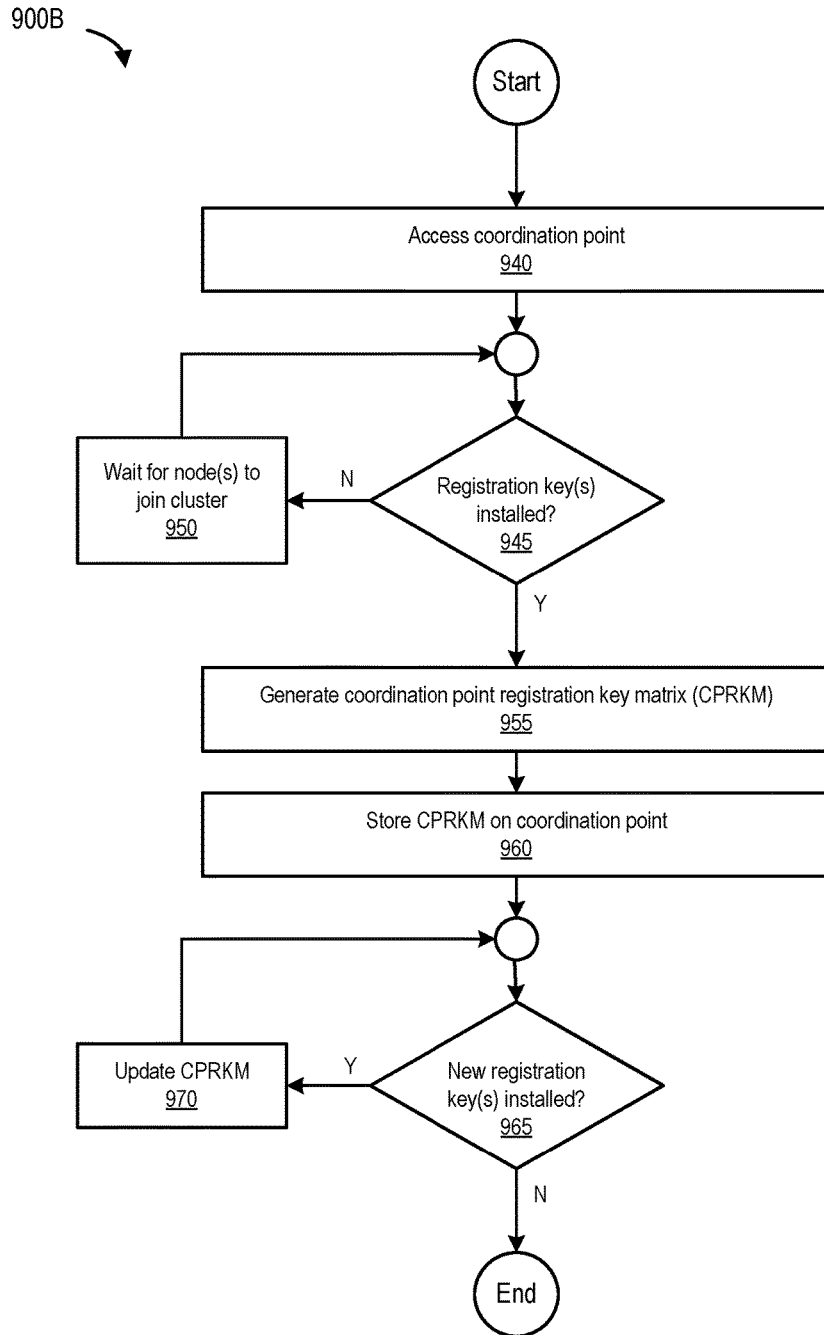 900B
Start
Access coordination point
940
Wait for node(s) to
join cluster
950
N
Registration key(s)
installed?
945
Y
Generate coordination point registration key matrix (CPRKM)
955
Store CPRKM on coordination point
960
Update CPRKM
970
Y
New registration
key(s) installed?
965
N
End